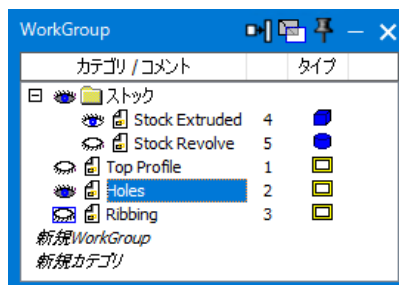 WorkGroup
カテゴリ / コメント タイプ
ストック
Stock Extruded 4
Stock Revolve 5
Top Profile 1
Holes 2
Ribbing 3
新規WorkGroup
新規カテゴリ